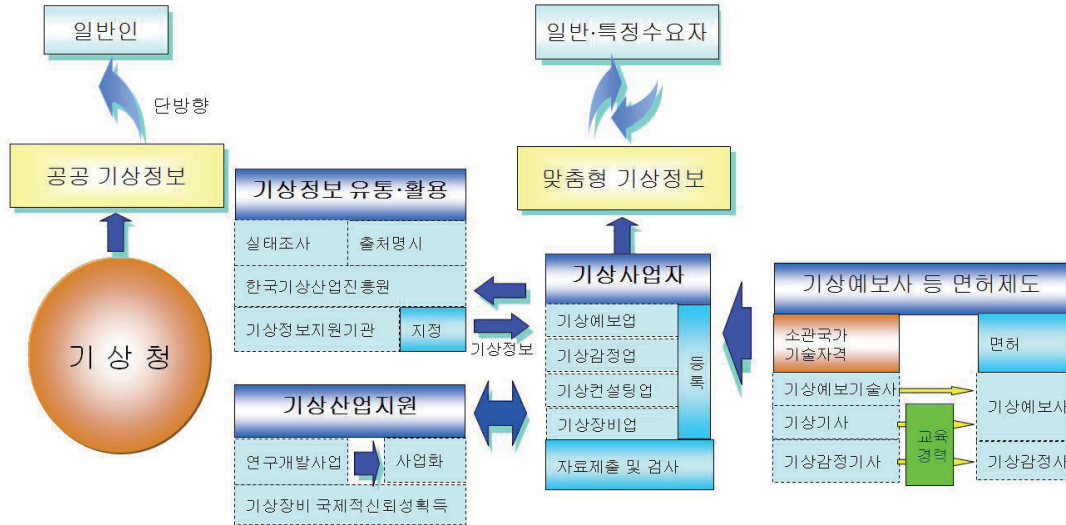 일반인
단방향
공공 기상정보
기 상 청
기상정보 유통·활용
실태조사
출처명시
한국기상산업진흥원
기상정보지원기관
지정
기상정보
기상산업지원
연구개발사업
사업화
기상장비 국제적신뢰성획득
일반·특정수요자
맞춤형 기상정보
기상사업자
기상예보업
기상감정업
기상컨설팅업
기상장비업
등록
자료제출 및 검사
기상예보사 등 면허제도
소관국가
기술자격
면허
기상예보기술사
기상기사
기상감정기사
교육
경력
기상예보사
기상감정사